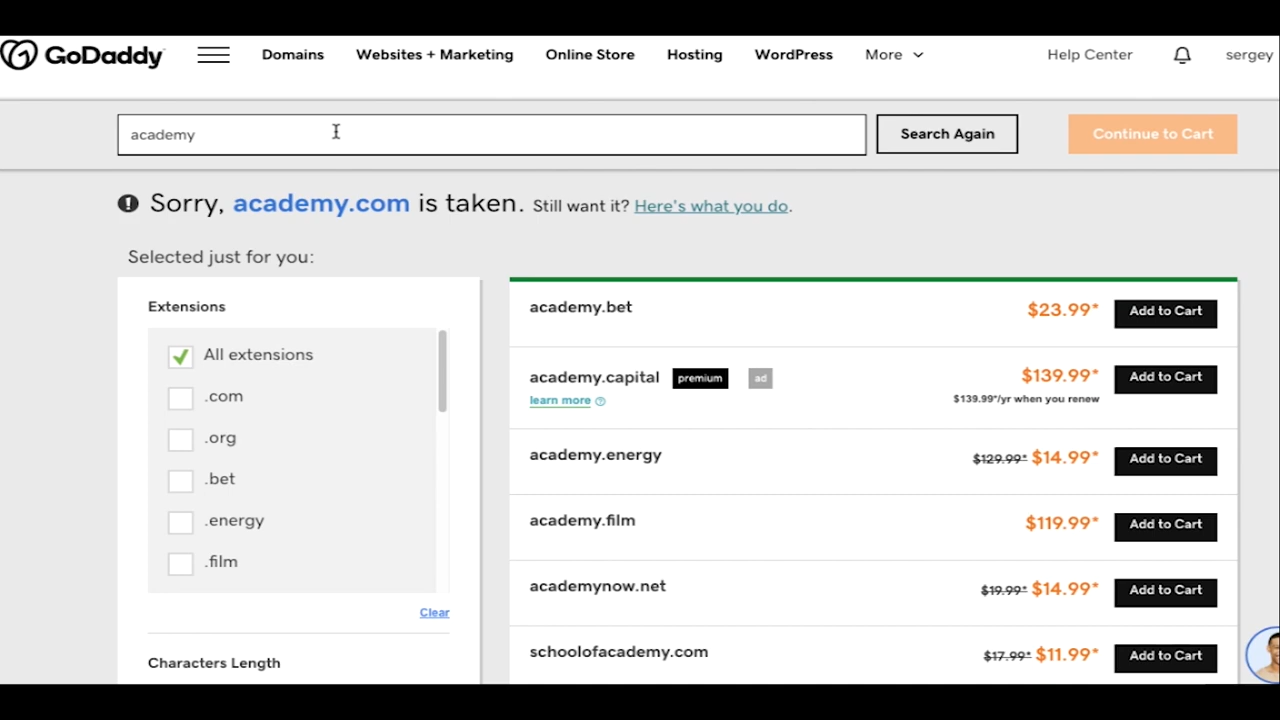 GoDaddy Domains Websites + Marketing Online Store Hosting WordPress More Help Center sergey
academy Search Again Continue to Cart
Sorry, academy.com is taken. Still want it? Here's what you do.
Selected just for you:
Extensions
All extensions
.com
.org
.bet
.energy
.film
Clear
Characters Length
academy.bet $23.99* Add to Cart
academy.capital premium ad $139.99* Add to Cart
learn more $139.99*/yr when you renew
academy.energy $129.99* $14.99* Add to Cart
academy.film $119.99* Add to Cart
academynow.net $19.99* $14.99* Add to Cart
schoolofacademy.com $17.99* $11.99* Add to Cart